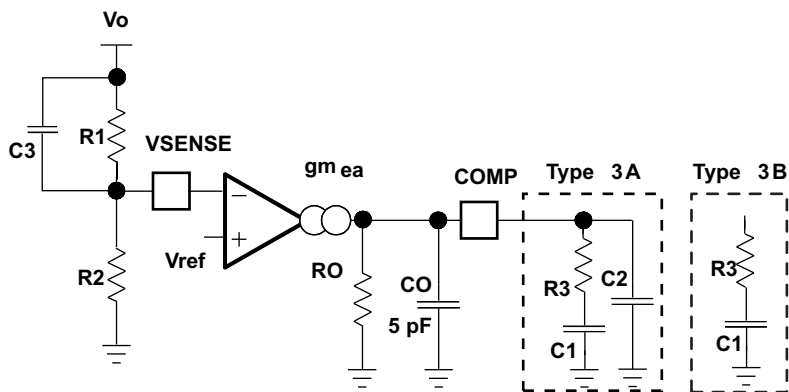 Vo
C3
R1
VSENSE
gm ea
COMP
Type 3A
Type 3B
Vref
R2
RO
CO
5 pF
R3
C2
C1
R3
C1